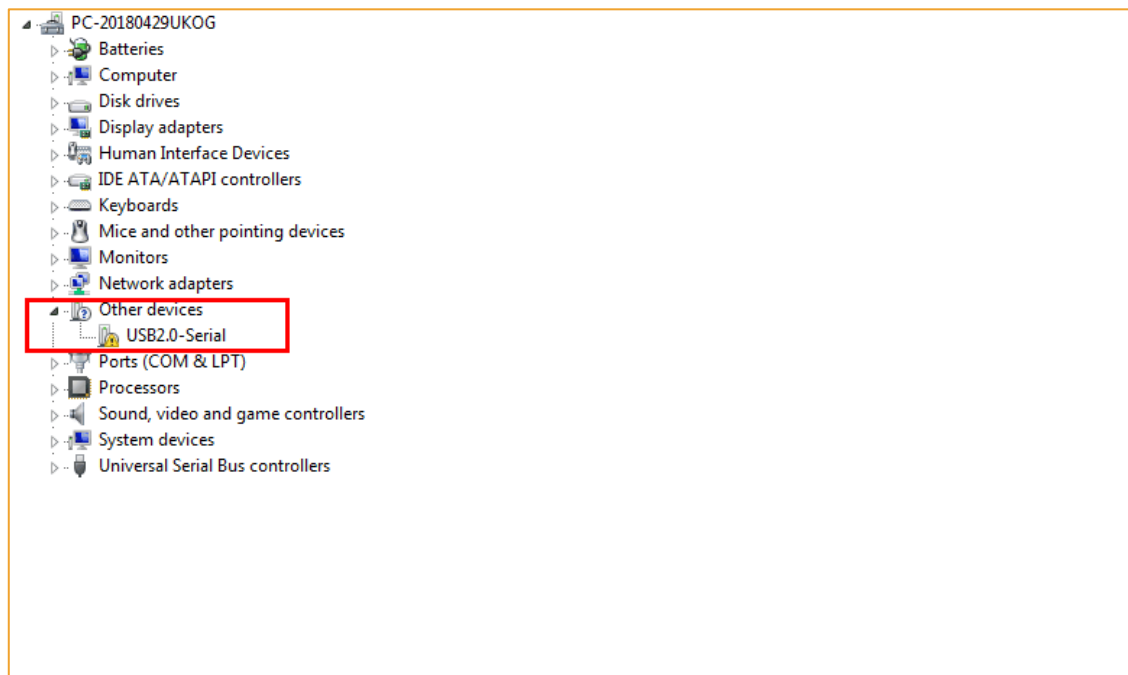 PC-20180429UKOG
Batteries
Computer
Disk drives
Display adapters
Human Interface Devices
IDE ATA/ATAPI controllers
Keyboards
Mice and other pointing devices
Monitors
Network adapters
Other devices
USB2.0-Serial
Ports (COM & LPT)
Processors
Sound, video and game controllers
System devices
Universal Serial Bus controllers